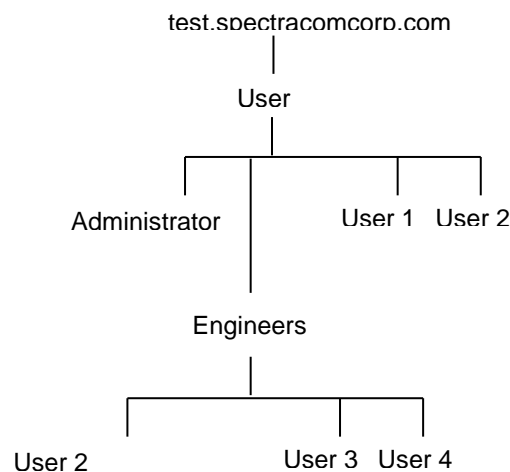 test.spectracomcorp.com
User
Administrator User 1 User 2
Engineers
User 2 User 3 User 4